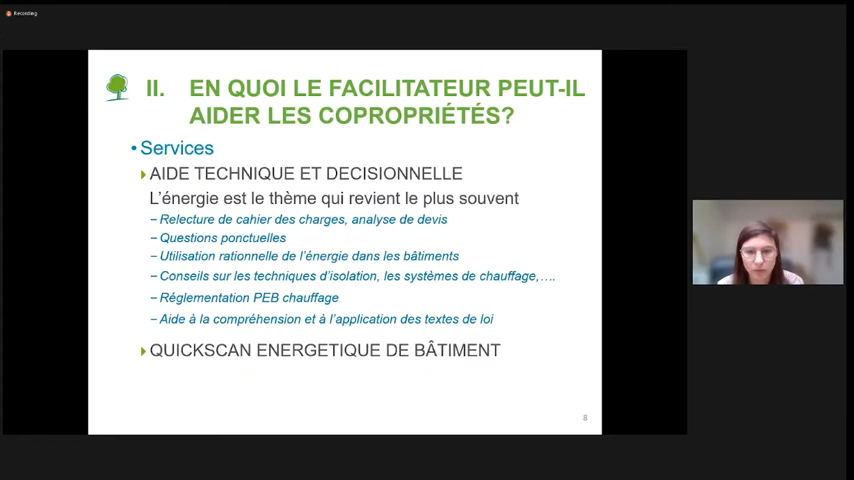 Recording
II. EN QUOI LE FACILITATEUR PEUT-IL
AIDER LES COPROPRIÉTÉS?
• Services
AIDE TECHNIQUE ET DECISIONNELLE
L'énergie est le thème qui revient le plus souvent
– Relecture de cahier des charges, analyse de devis
– Questions ponctuelles
– Utilisation rationnelle de l'énergie dans les bâtiments
– Conseils sur les techniques d'isolation, les systèmes de chauffage,….
– Réglementation PEB chauffage
– Aide à la compréhension et à l'application des textes de loi
QUICKSCAN ENERGETIQUE DE BÂTIMENT
8